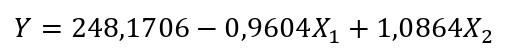 Y = 248,1706 − 0,9604X₁ + 1,0864X₂